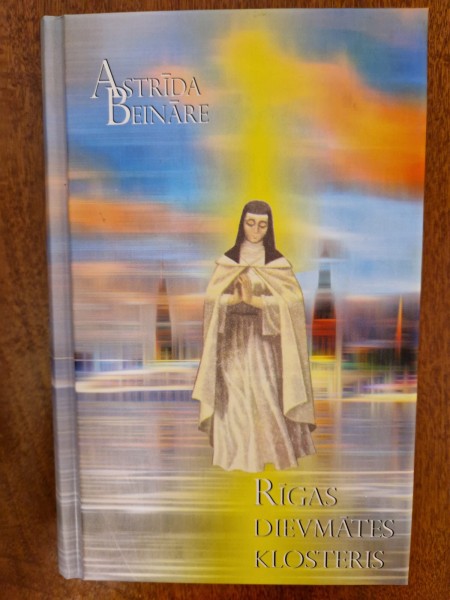 Astrīda
Beināre
Rīgas
Dievmātes
klosteris